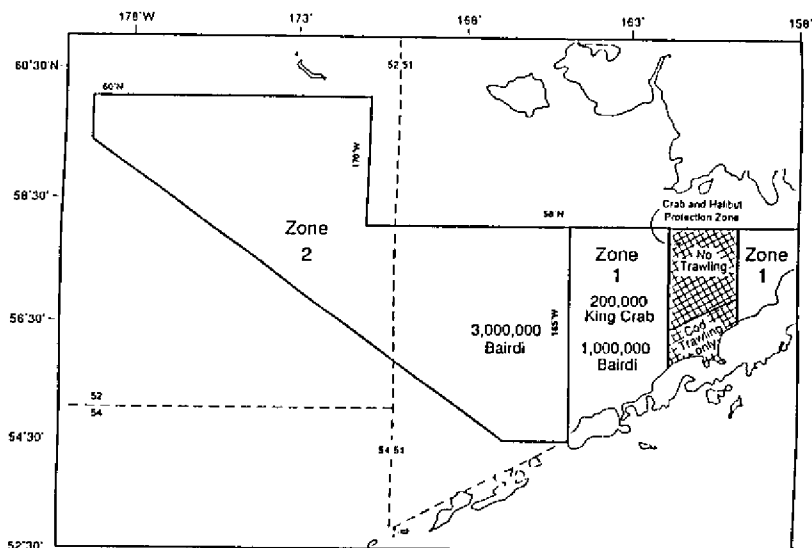 178°W
173°
168°
163°
158°
60°30'N
52 51
60°N
170°W
58°30'
Crab and Halibut
Protection Zone
58°N
Zone
2
Zone
1
No
Trawling
Zone
1
200,000
King Crab
56°30'
3,000,000
Bairdi
165°W
1,000,000
Bairdi
Cod
Trawling
only
52
54
54°30'
54 51
52°30'